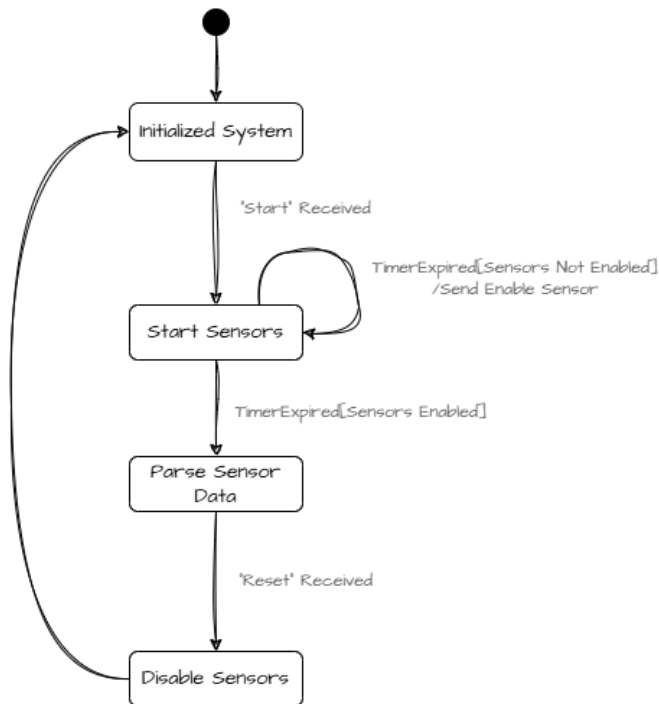 Initialized System
"Start" Received
TimerExpired[Sensors Not Enabled]
/Send Enable Sensor
Start Sensors
TimerExpired[Sensors Enabled]
Parse Sensor
Data
"Reset" Received
Disable Sensors